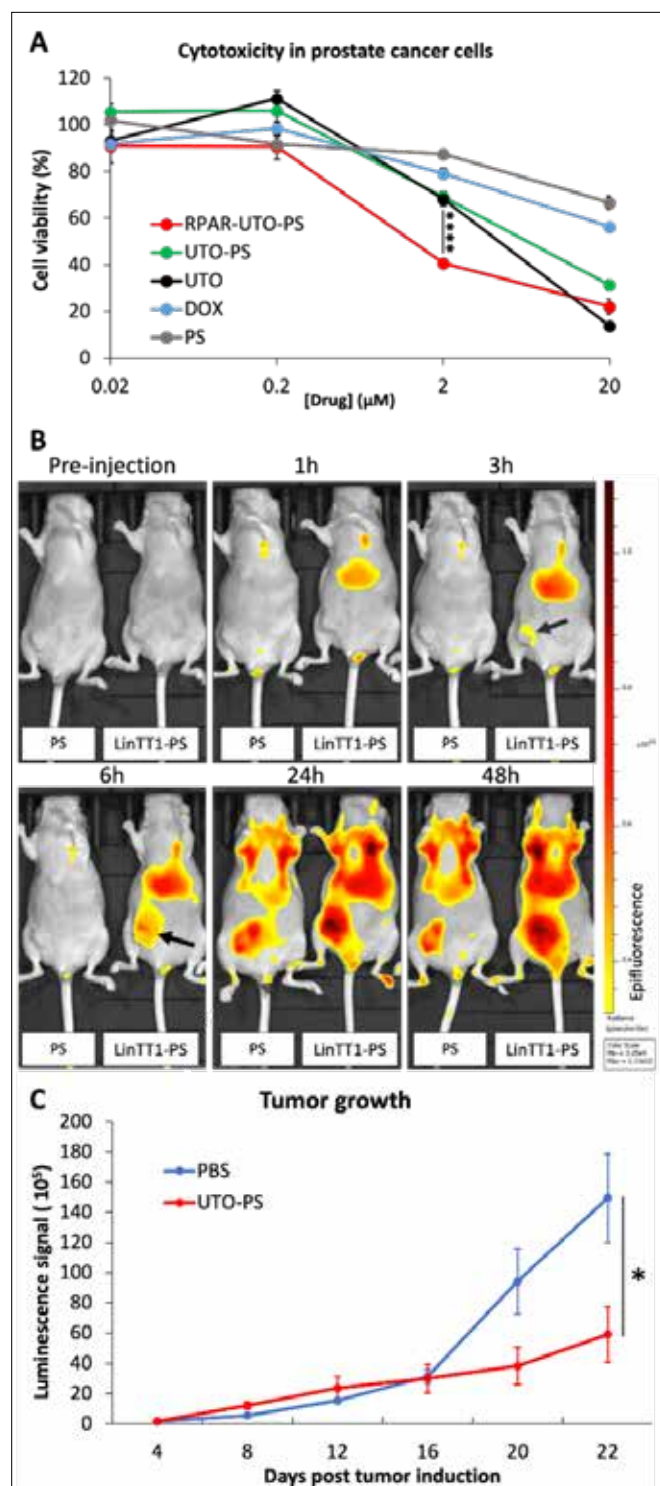 A
Cytotoxicity in prostate cancer cells
Cell viability (%)
120
100
80
60
40
20
0
RPAR-UTO-PS
UTO-PS
UTO
DOX
PS
****
0.02 0.2 2 20
[Drug] (µM)
B
Pre-injection 1h 3h
PS LinTT1-PS PS LinTT1-PS PS LinTT1-PS
6h 24h 48h
PS LinTT1-PS PS LinTT1-PS PS LinTT1-PS
Epifluorescence
C
Tumor growth
Luminescence signal ( 10⁵)
200
180
160
140
120
100
80
60
40
20
0
PBS
UTO-PS
*
4 8 12 16 20 22
Days post tumor induction